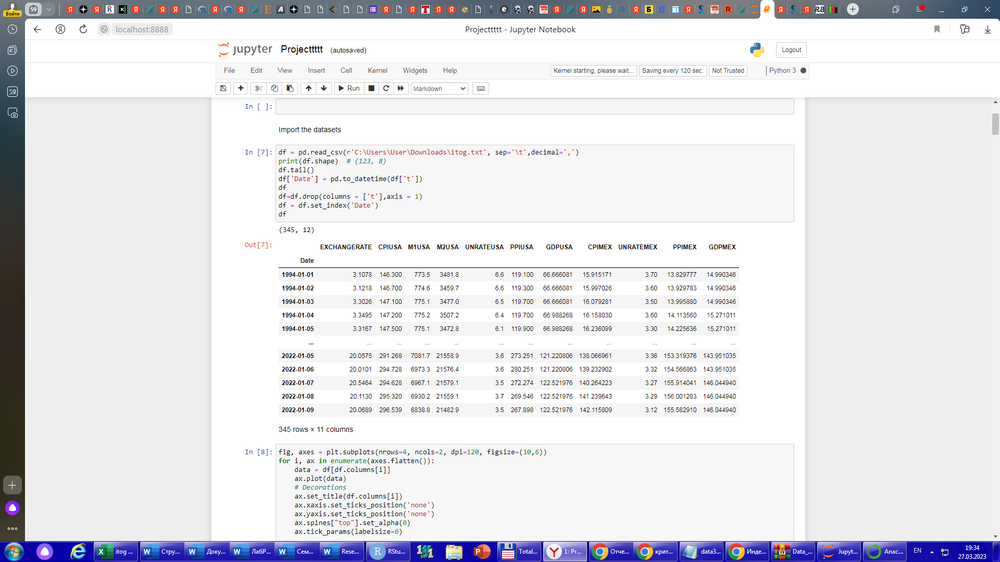 Войти
59
localhost:8888
Projecttttt - Jupyter Notebook
59
jupyter Projecttttt (autosaved)
Logout
File Edit View Insert Cell Kernel Widgets Help
Kernel starting, please wait... Saving every 120 sec. Not Trusted Python 3
Run Markdown
In [ ]:
Import the datasets
In [7]: df = pd.read_csv(r'C:\Users\User\Downloads\itog.txt', sep='\t',decimal=',')
print(df.shape)  # (123, 8)
df.tail()
df['Date'] = pd.to_datetime(df['t'])
df
df=df.drop(columns = ['t'],axis = 1)
df = df.set_index('Date')
df
(345, 12)
Out[7]:
EXCHANGERATE CPIUSA M1USA M2USA UNRATEUSA PPIUSA GDPUSA CPIMEX UNRATEMEX PPIMEX GDPMEX
Date
1994-01-01 3.1078 146.300 773.5 3481.8 6.6 119.100 66.666081 15.915171 3.70 13.829777 14.990346
1994-01-02 3.1218 146.700 774.6 3459.7 6.6 119.300 66.666081 15.997026 3.60 13.929783 14.990346
1994-01-03 3.3026 147.100 775.1 3477.0 6.5 119.700 66.666081 16.079281 3.50 13.995880 14.990346
1994-01-04 3.3495 147.200 775.2 3507.2 6.4 119.700 66.988268 16.158030 3.60 14.113560 15.271011
1994-01-05 3.3167 147.500 775.1 3472.8 6.1 119.900 66.988268 16.236099 3.30 14.225636 15.271011
... ... ... ... ... ... ... ... ... ... ... ...
2022-01-05 20.0575 291.268 7081.7 21558.9 3.6 273.251 121.220806 138.066961 3.36 153.319376 143.951035
2022-01-06 20.0101 294.728 6973.3 21576.4 3.6 280.251 121.220806 139.232902 3.32 154.566863 143.951035
2022-01-07 20.5464 294.628 6967.1 21579.1 3.5 272.274 122.521976 140.264223 3.27 155.914041 146.044940
2022-01-08 20.1130 295.320 6930.2 21559.1 3.7 269.546 122.521976 141.239643 3.29 156.001283 146.044940
2022-01-09 20.0689 296.539 6838.8 21482.9 3.5 267.898 122.521976 142.115809 3.12 155.582910 146.044940
345 rows × 11 columns
In [8]: fig, axes = plt.subplots(nrows=4, ncols=2, dpi=120, figsize=(10,6))
for i, ax in enumerate(axes.flatten()):
    data = df[df.columns[i]]
    ax.plot(data)
    # Decorations
    ax.set_title(df.columns[i])
    ax.xaxis.set_ticks_position('none')
    ax.yaxis.set_ticks_position('none')
    ax.spines["top"].set_alpha(0)
    ax.tick_params(labelsize=6)
itog ... Стру... Доку... ЛабР... Сем... Rese... RStu... Total... 1: Pr... Отче... крит... data3... Инде... Data_... Jupyt... Anac... EN 19:34
27.03.2023